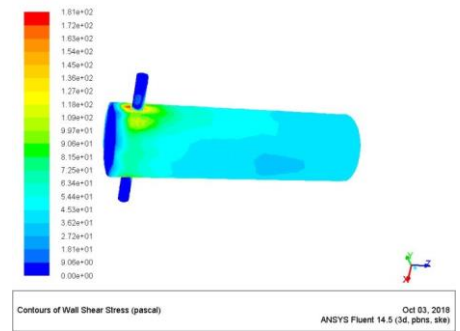 1.81e+02
1.72e+02
1.63e+02
1.54e+02
1.45e+02
1.36e+02
1.27e+02
1.18e+02
1.09e+02
9.97e+01
9.06e+01
8.15e+01
7.25e+01
6.34e+01
5.44e+01
4.53e+01
3.62e+01
2.72e+01
1.81e+01
9.06e+00
0.00e+00
Y
Z
X
Contours of Wall Shear Stress (pascal)
Oct 03, 2018
ANSYS Fluent 14.5 (3d, pbns, ske)